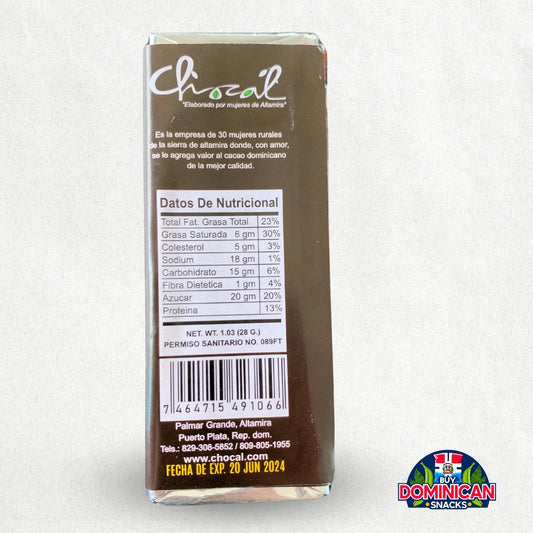 Chocal
"Elaborado por mujeres de Altamira"
Es la empresa de 30 mujeres rurales
de la sierra de altamira donde, con amor,
se le agrega valor al cacao dominicano
de la mejor calidad.
Datos De Nutricional
Total Fat. Grasa Total 23%
Grasa Saturada 6 gm 30%
Colesterol 5 gm 3%
Sodium 18 gm 1%
Carbohidrato 15 gm 6%
Fibra Dietetica 1 gm 4%
Azucar 20 gm 20%
Proteina 13%
NET. WT. 1.03 (28 G.)
PERMISO SANITARIO NO. 089FT
7 464715 491066
Palmar Grande, Altamira
Puerto Plata, Rep. dom.
Tels.: 829-308-5852 / 809-805-1955
www.chocal.com
FECHA DE EXP. 20 JUN 2024
BUY
DOMINICAN
SNACKS